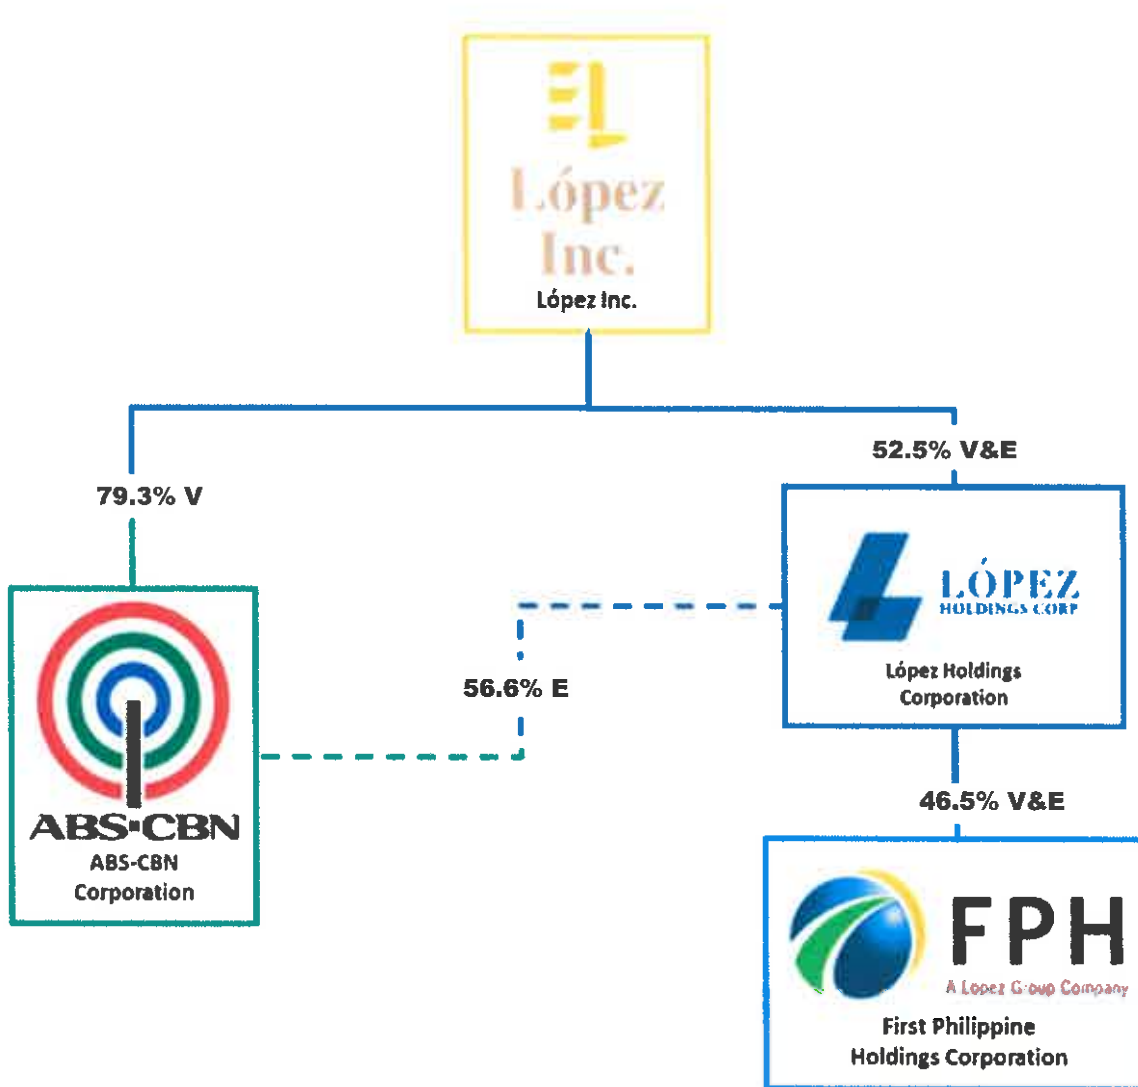 López
Inc.
López Inc.
52.5% V&E
79.3% V
LÓPEZ
HOLDINGS CORP
López Holdings
Corporation
56.6% E
46.5% V&E
ABS-CBN
ABS-CBN
Corporation
FPH
A Lopez Group Company
First Philippine
Holdings Corporation